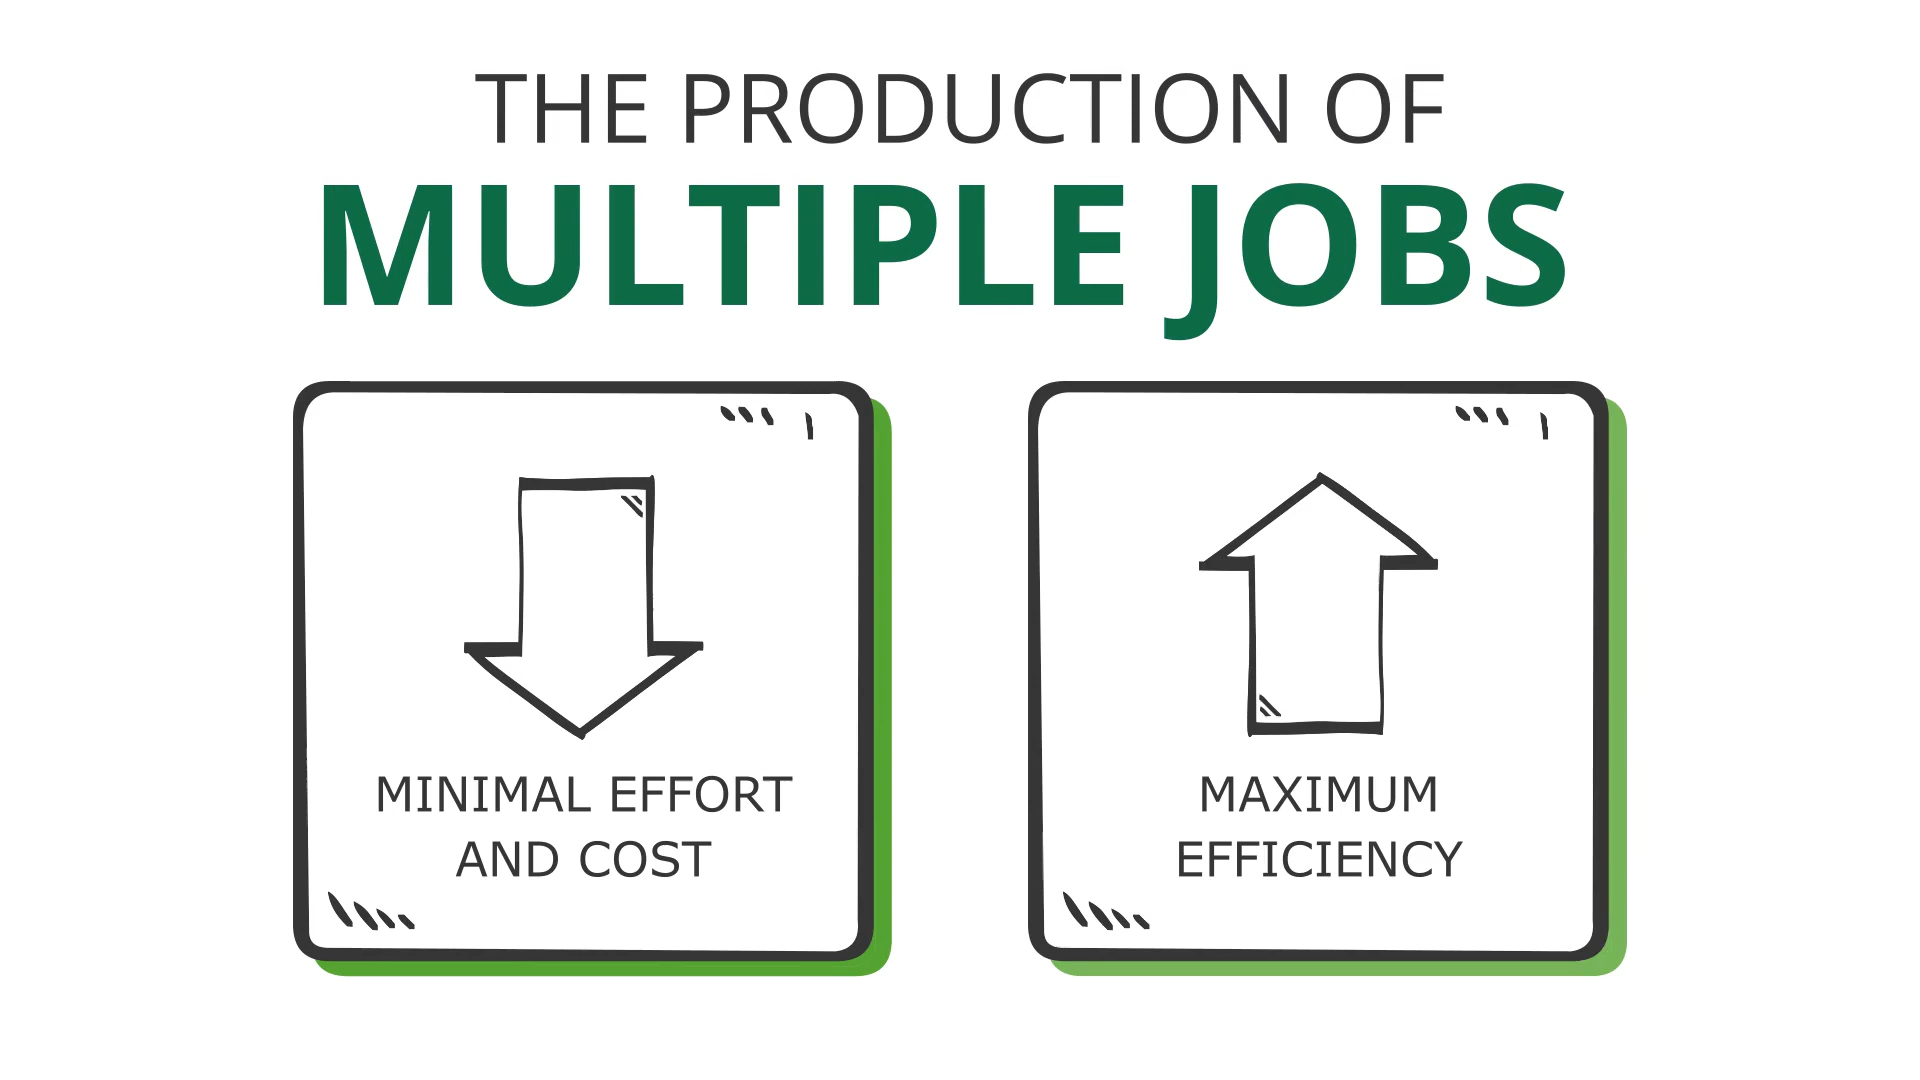 THE PRODUCTION OF
MULTIPLE JOBS
MINIMAL EFFORT
AND COST
MAXIMUM
EFFICIENCY